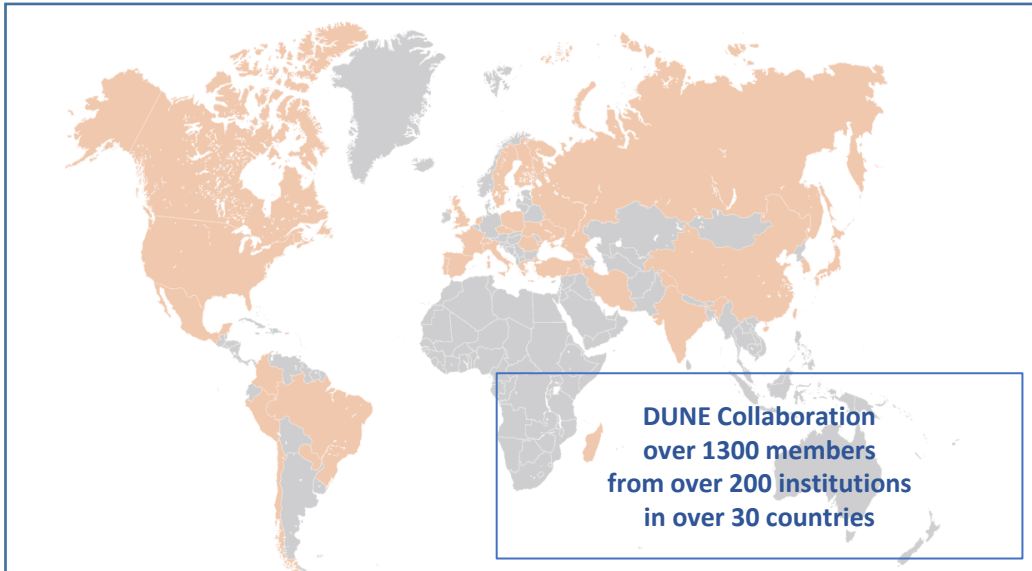 DUNE Collaboration
over 1300 members
from over 200 institutions
in over 30 countries